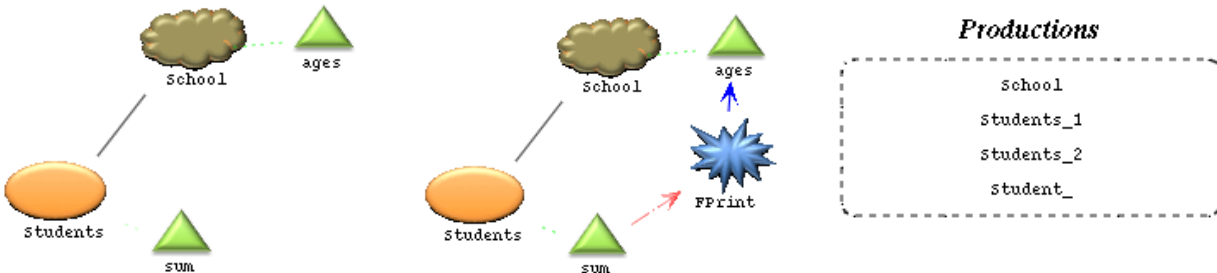 School
ages
Students
sum
School
ages
FPrint
Students
sum
Productions
School
Students_1
Students_2
Student_